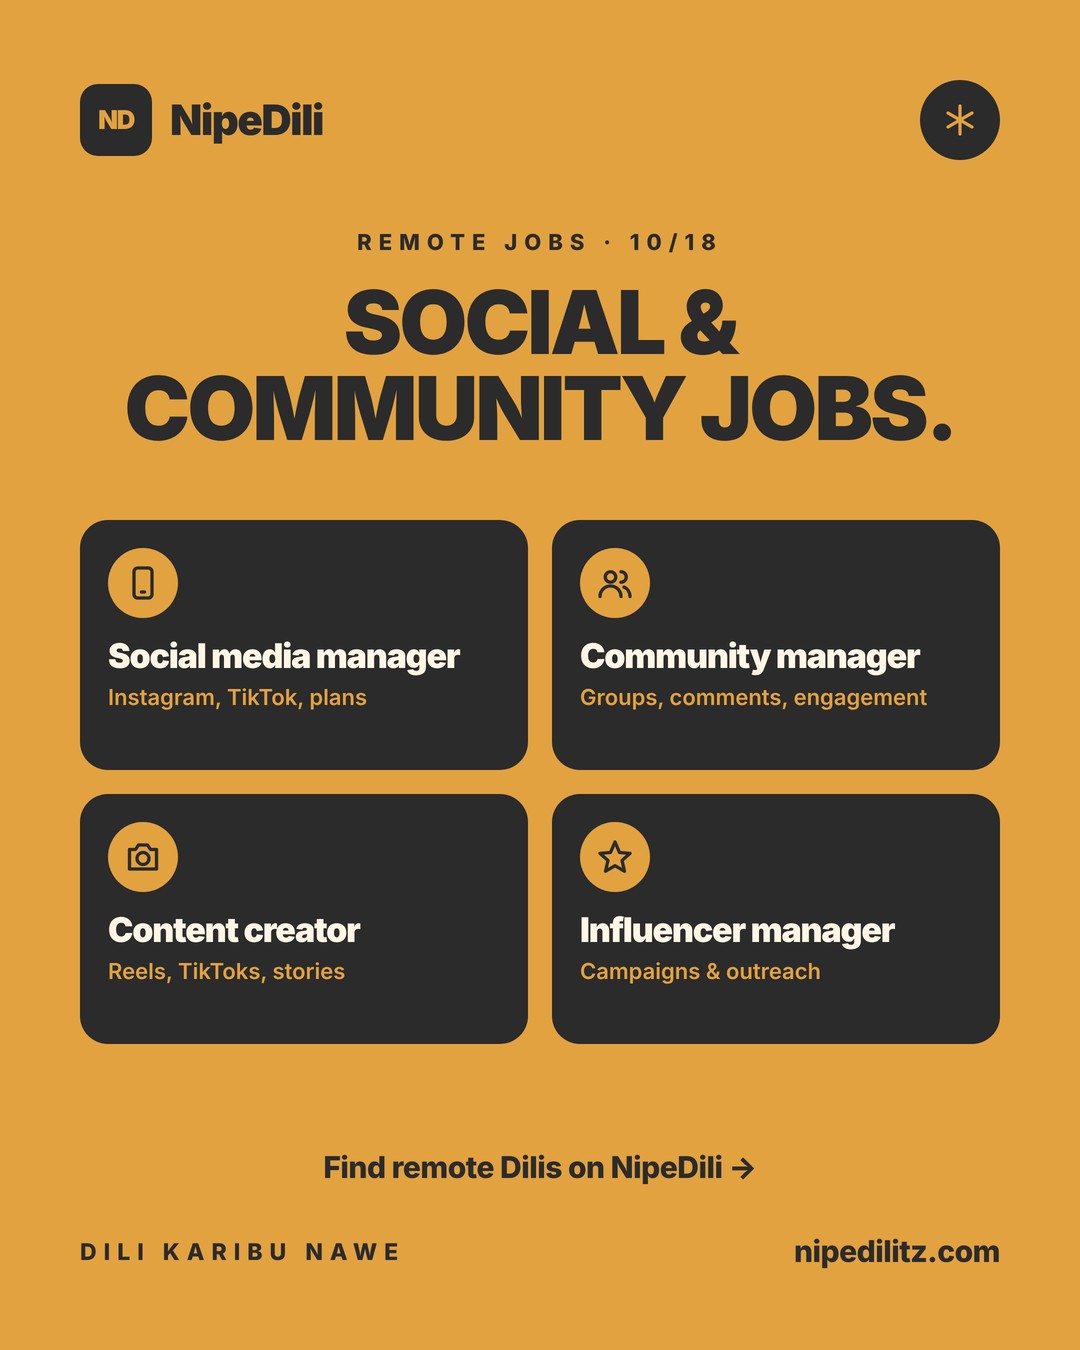 ND
NipeDili
REMOTE JOBS · 10/18
SOCIAL &
COMMUNITY JOBS.
Social media manager
Instagram, TikTok, plans
Community manager
Groups, comments, engagement
Content creator
Reels, TikToks, stories
Influencer manager
Campaigns & outreach
Find remote Dilis on NipeDili →
DILI KARIBU NAWE
nipedilitz.com